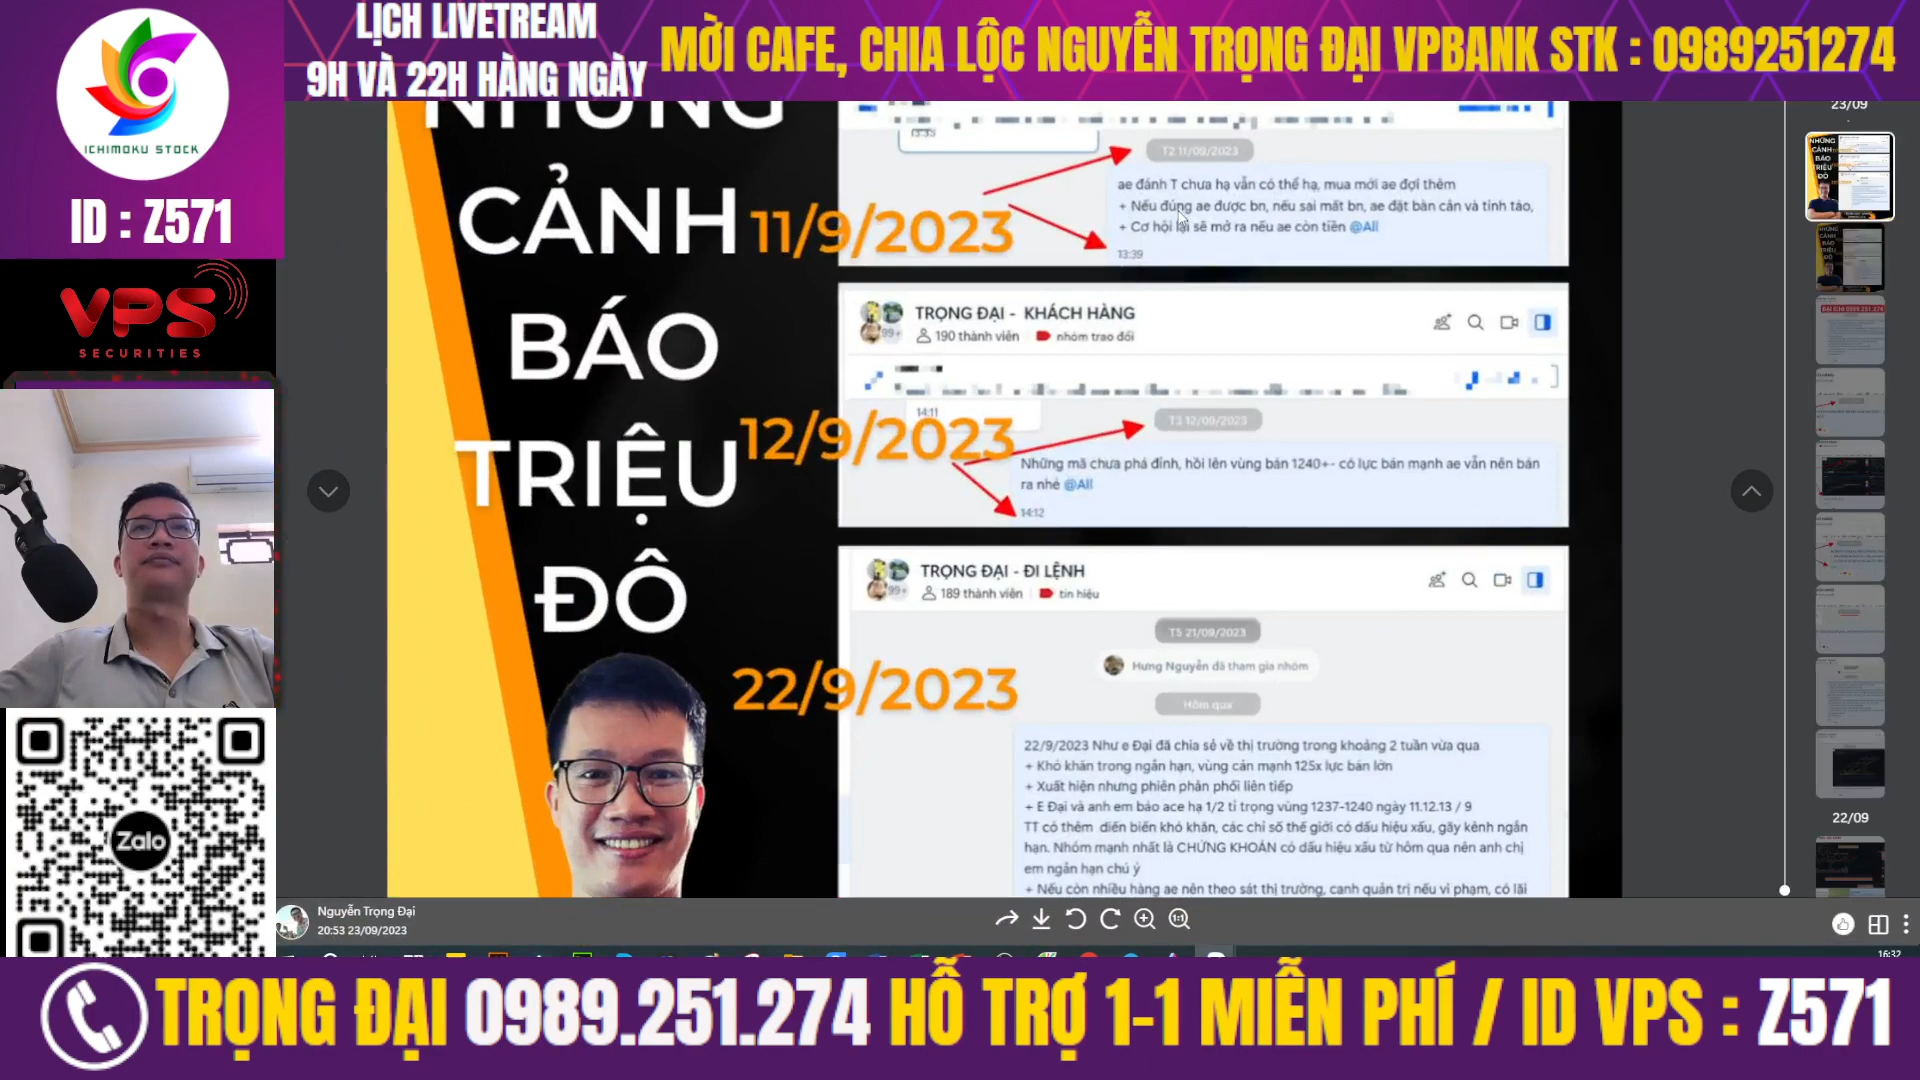 ICHIMOKU STOCK
ID : Z571
LỊCH LIVETREAM
9H VÀ 22H HÀNG NGÀY
MỜI CAFE, CHIA LỘC NGUYỄN TRỌNG ĐẠI VPBANK STK : 0989251274
VPS
SECURITIES
NHỮNG
CẢNH
BÁO
TRIỆU
ĐÔ
11/9/2023
13:33
T2 11/09/2023
ae đánh T chưa hạ vẫn có thể hạ, mua mới ae đợi thêm
+ Nếu đúng ae được bn, nếu sai mất bn, ae đặt bàn cân và tỉnh táo,
+ Cơ hội lại sẽ mở ra nếu ae còn tiền @All
13:39
TRỌNG ĐẠI - KHÁCH HÀNG
99+
190 thành viên
nhóm trao đổi
12/9/2023
14:11
T3 12/09/2023
Những mã chưa phá đỉnh, hồi lên vùng bán 1240+- có lực bán mạnh ae vẫn nên bán
ra nhé @All
14:12
TRỌNG ĐẠI - ĐI LỆNH
99+
189 thành viên
tín hiệu
T5 21/09/2023
Hưng Nguyễn đã tham gia nhóm
Hôm qua
22/9/2023
22/9/2023 Như e Đại đã chia sẻ về thị trường trong khoảng 2 tuần vừa qua
+ Khó khăn trong ngắn hạn, vùng cản mạnh 125x lực bán lớn
+ Xuất hiện nhưng phiên phân phối liên tiếp
+ E Đại và anh em báo ace hạ 1/2 tỉ trọng vùng 1237-1240 ngày 11.12.13 / 9
TT có thêm diễn biến khó khăn, các chỉ số thế giới có dấu hiệu xấu, gãy kênh ngắn
hạn. Nhóm mạnh nhất là CHỨNG KHOÁN có dấu hiệu xấu từ hôm qua nên anh chị
em ngắn hạn chú ý
+ Nếu còn nhiều hàng ae nên theo sát thị trường, canh quản trị nếu vi phạm, có lãi
23/09
22/09
Zalo
Nguyễn Trọng Đại
20:53 23/09/2023
1:1
16:32
TRỌNG ĐẠI 0989.251.274 HỖ TRỢ 1-1 MIỄN PHÍ / ID VPS : Z571